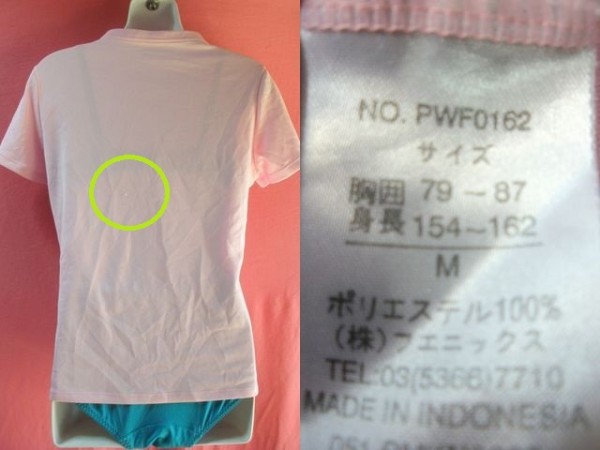 NO. PWF0162
サイズ
胸囲 79~87
身長 154~162
M
ポリエステル100%
(株)フエニックス
TEL:03(5366)7710
MADE IN INDONESIA